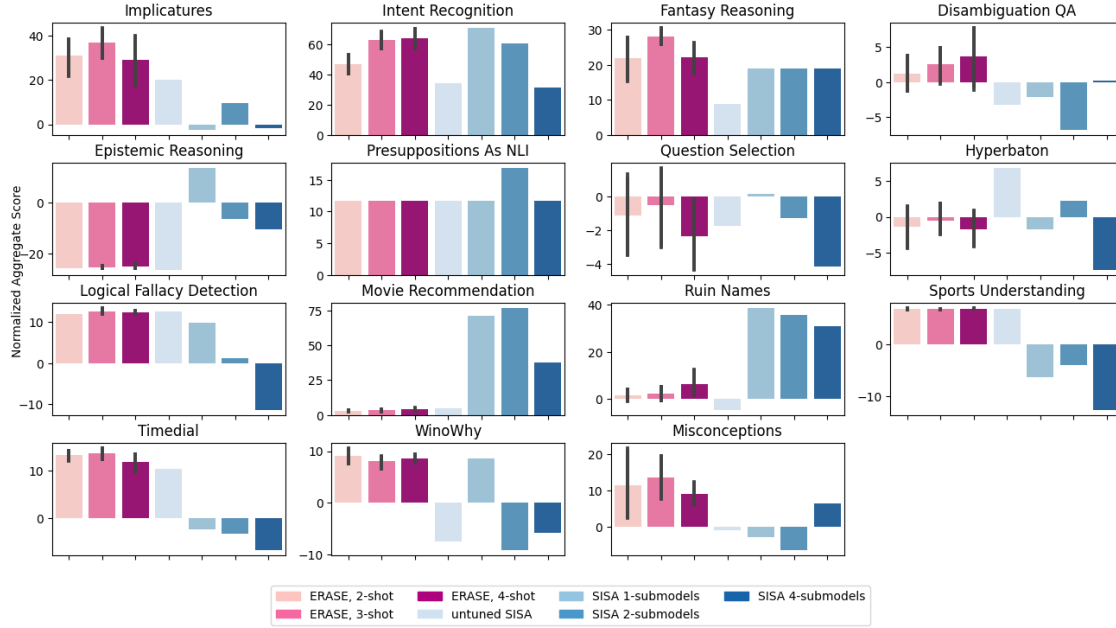 Implicatures
Intent Recognition
Fantasy Reasoning
Disambiguation QA
40
20
0
60
40
20
0
30
20
10
0
5
0
−5
Epistemic Reasoning
Presuppositions As NLI
Question Selection
Hyperbaton
0
−20
15
10
5
0
0
−2
−4
5
0
−5
Normalized Aggregate Score
Logical Fallacy Detection
Movie Recommendation
Ruin Names
Sports Understanding
10
0
−10
75
50
25
0
40
20
0
0
−10
Timedial
WinoWhy
Misconceptions
10
0
10
0
−10
20
10
0
ERASE, 2-shot
ERASE, 3-shot
ERASE, 4-shot
untuned SISA
SISA 1-submodels
SISA 2-submodels
SISA 4-submodels